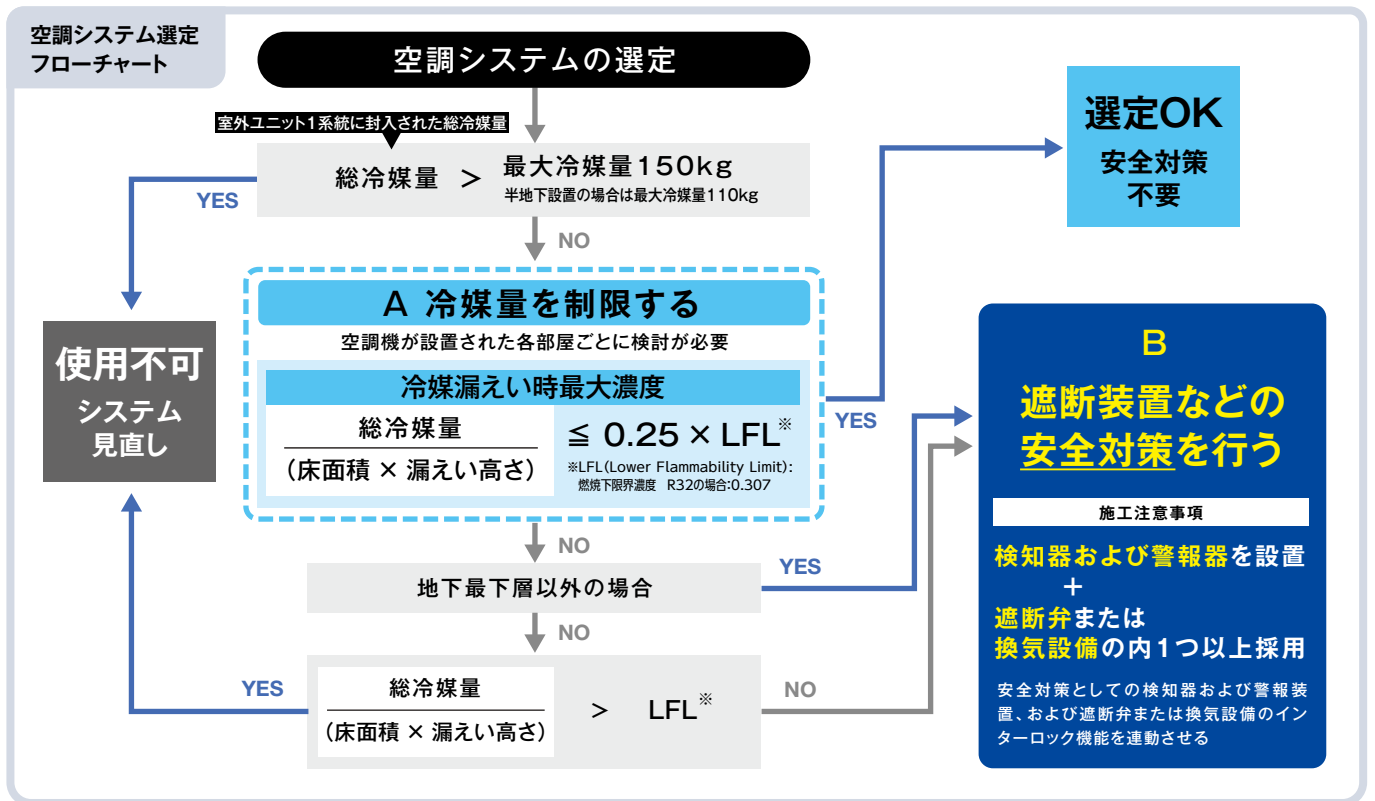 空調システム選定
フローチャート
空調システムの選定
室外ユニット1系統に封入された総冷媒量
総冷媒量 > 最大冷媒量150kg
半地下設置の場合は最大冷媒量110kg
YES
NO
選定OK
安全対策
不要
A 冷媒量を制限する
空調機が設置された各部屋ごとに検討が必要
冷媒漏えい時最大濃度
総冷媒量
(床面積 × 漏えい高さ)
≦ 0.25 × LFL※
※LFL(Lower Flammability Limit):
燃焼下限界濃度 R32の場合:0.307
YES
使用不可
システム
見直し
NO
地下最下層以外の場合
YES
NO
総冷媒量
(床面積 × 漏えい高さ)
> LFL※
YES
NO
B
遮断装置などの
安全対策を行う
施工注意事項
検知器および警報器を設置
+
遮断弁または
換気設備の内1つ以上採用
安全対策としての検知器および警報装
置、および遮断弁または換気設備のイン
ターロック機能を連動させる